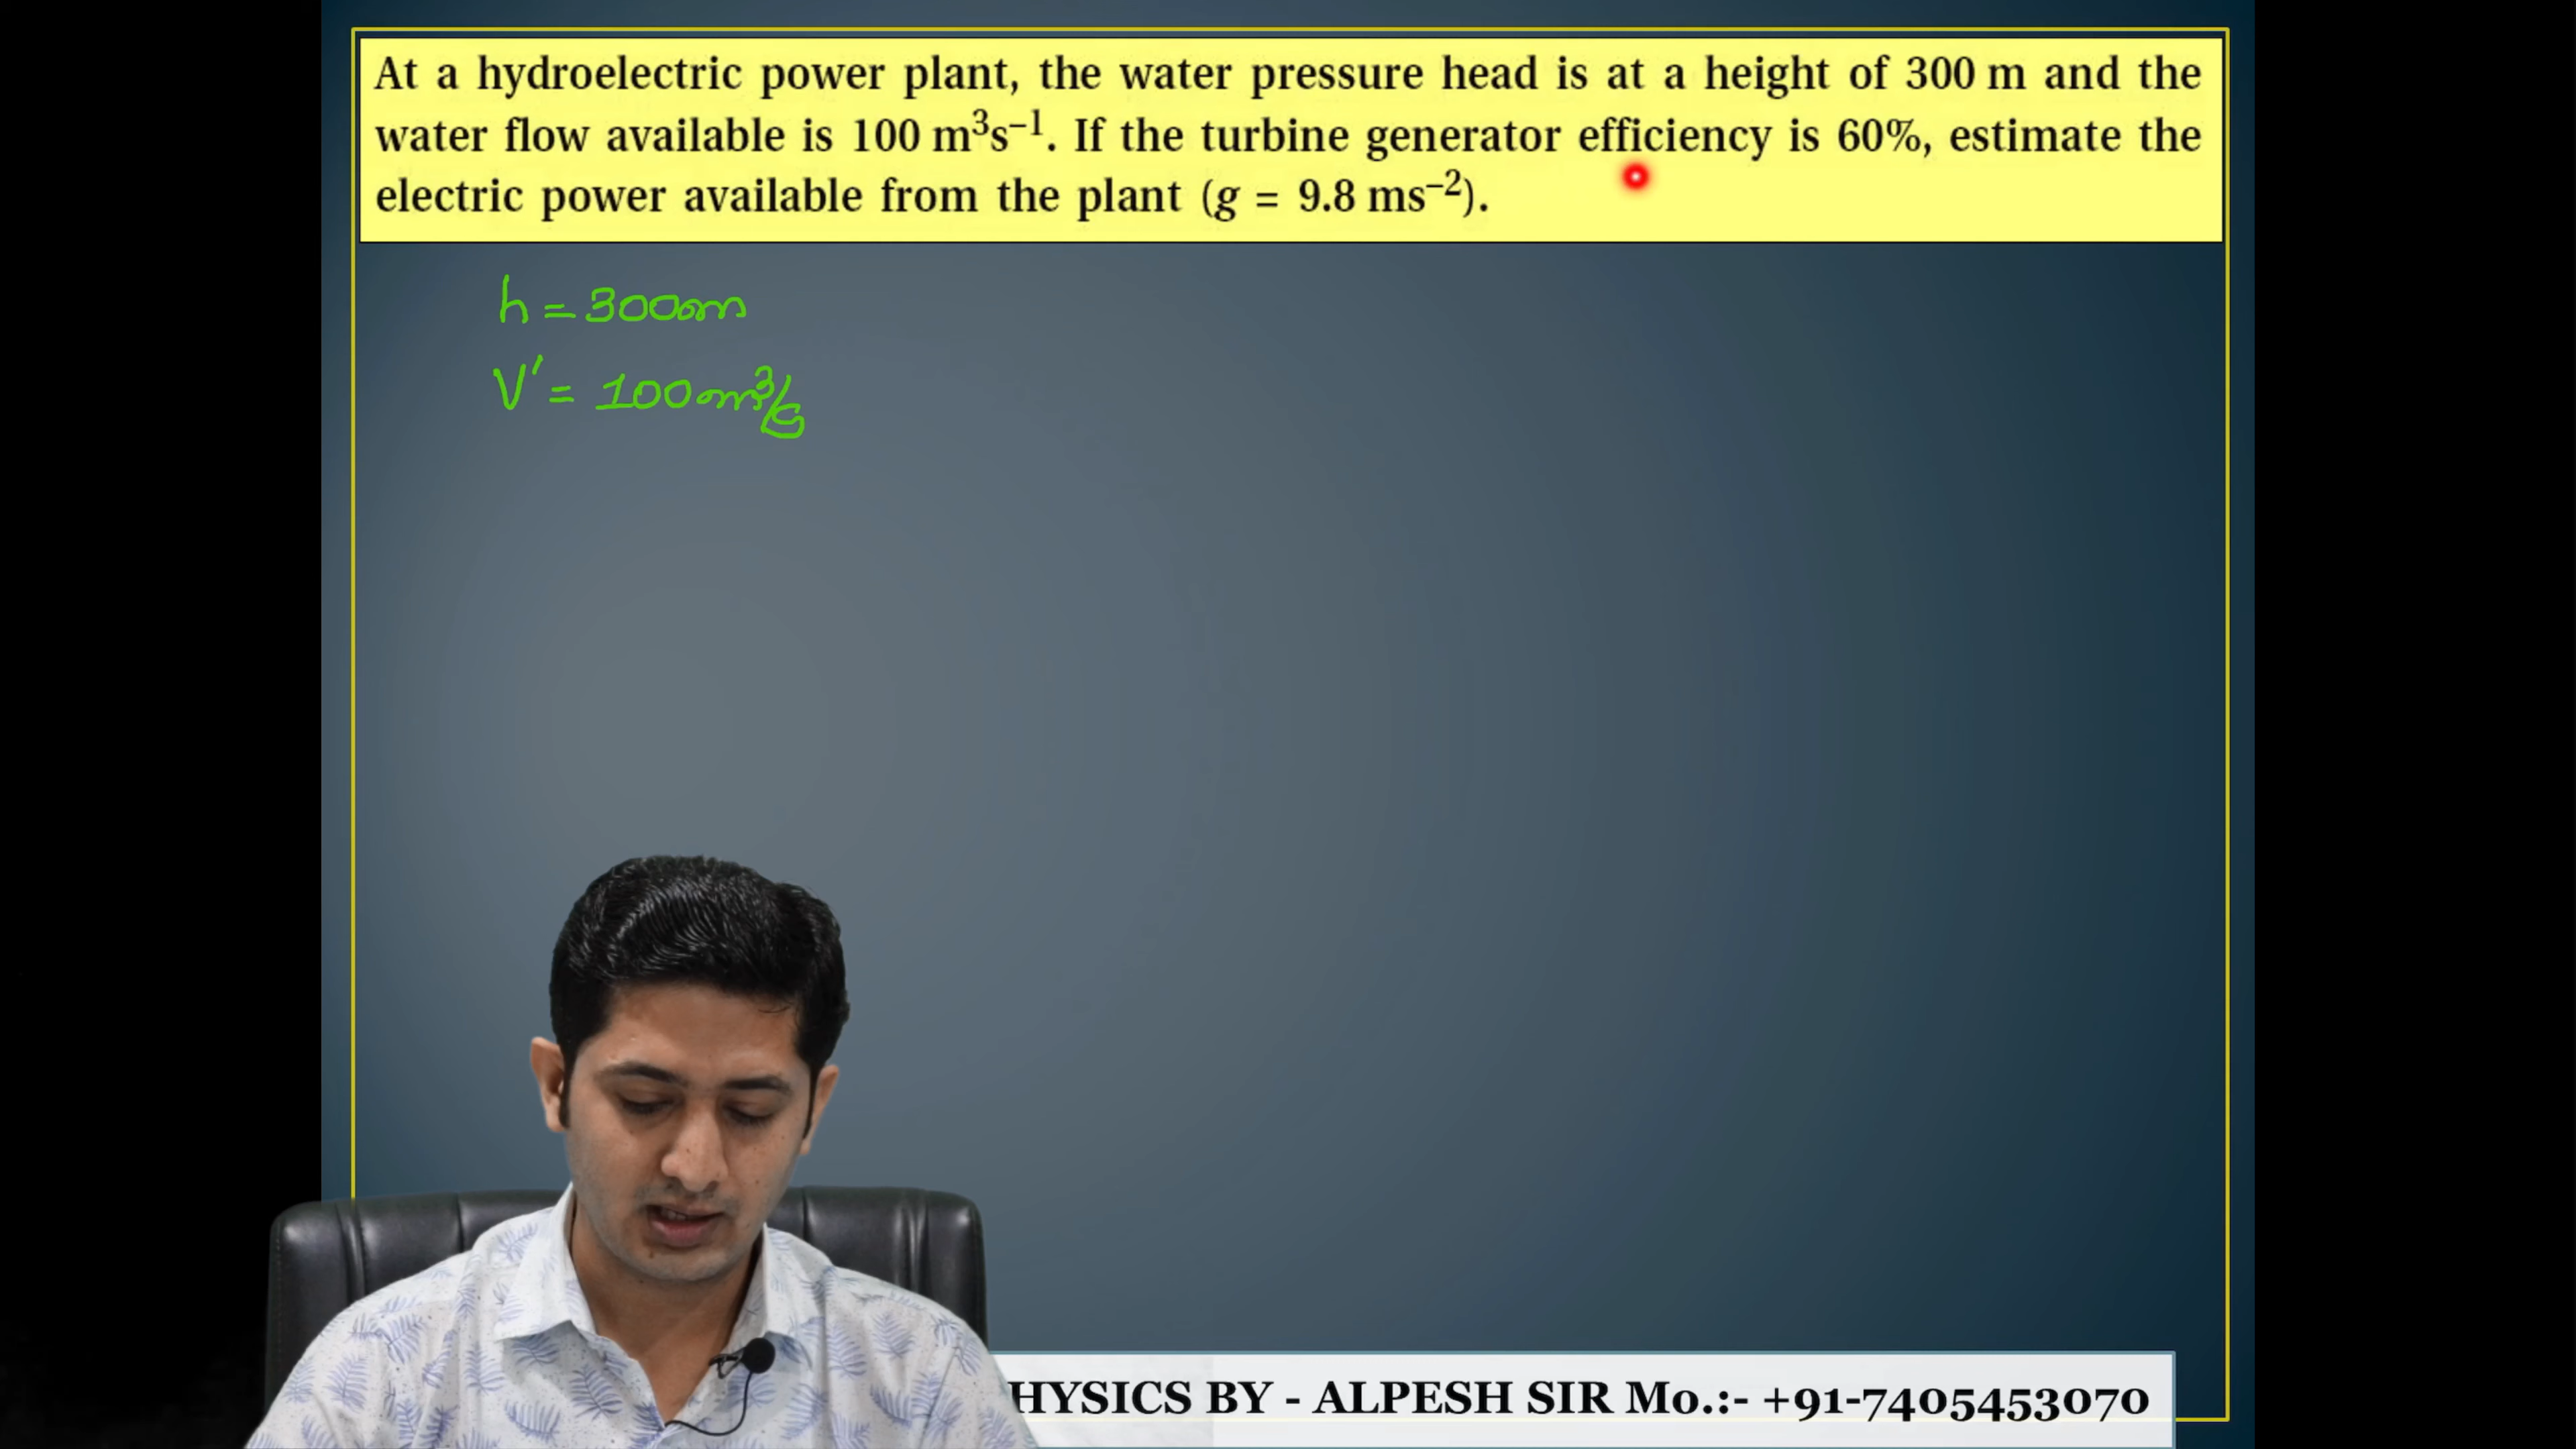 At a hydroelectric power plant, the water pressure head is at a height of 300 m and the
water flow available is 100 m³s⁻¹. If the turbine generator efficiency is 60%, estimate the
electric power available from the plant (g = 9.8 ms⁻²).
h = 300m
V' = 100m³/s
HYSICS BY - ALPESH SIR Mo.:- +91-7405453070